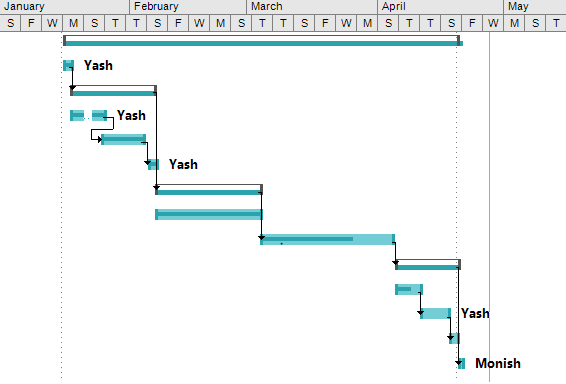 January February March April May
S F W M S F T T S W M F S T T S W M F S T T S F W M S T
Yash
Yash
Yash
Yash
Monish